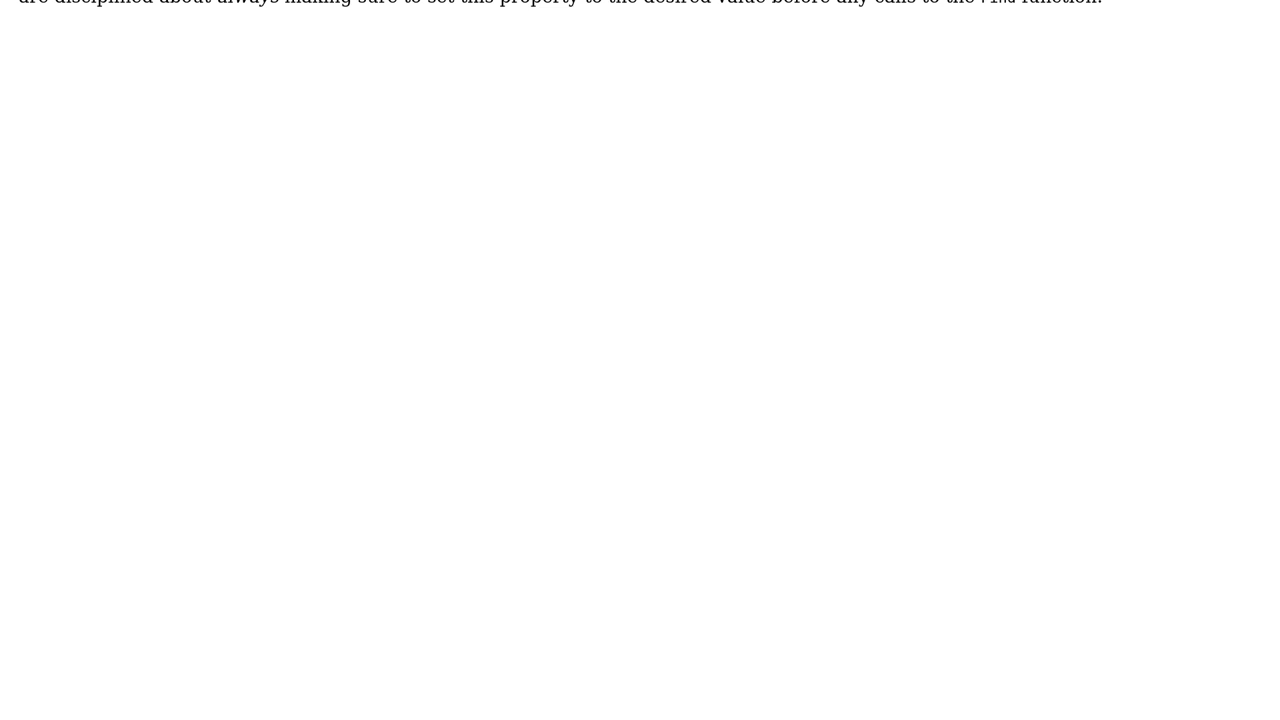 are disciplined about always making sure to set this property to the desired value before any calls to the Find function.